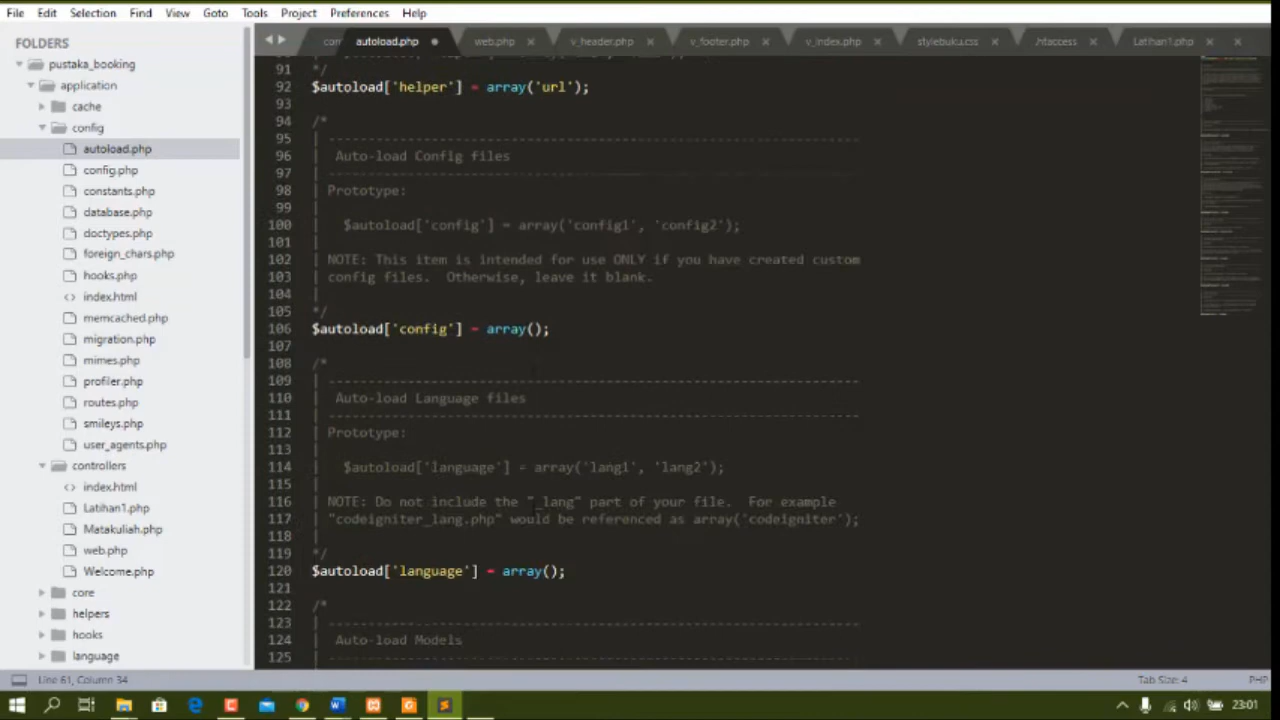 File Edit Selection Find View Goto Tools Project Preferences Help
FOLDERS
pustaka_booking
application
cache
config
autoload.php
config.php
constants.php
database.php
doctypes.php
foreign_chars.php
hooks.php
index.html
memcached.php
migration.php
mimes.php
profiler.php
routes.php
smileys.php
user_agents.php
controllers
index.html
Latihan1.php
Matakuliah.php
web.php
Welcome.php
core
helpers
hooks
language
autoload.php web.php v_header.php v_footer.php v_index.php stylebuku.css .htaccess Latihan1.php
91 */
92 $autoload['helper'] = array('url');
93
94 /*
95 | -------------------------------------------------------------------
96 | Auto-load Config files
97 | -------------------------------------------------------------------
98 | Prototype:
99 |
100 | $autoload['config'] = array('config1', 'config2');
101 |
102 | NOTE: This item is intended for use ONLY if you have created custom
103 | config files. Otherwise, leave it blank.
104 |
105 */
106 $autoload['config'] = array();
107
108 /*
109 | -------------------------------------------------------------------
110 | Auto-load Language files
111 | -------------------------------------------------------------------
112 | Prototype:
113 |
114 | $autoload['language'] = array('lang1', 'lang2');
115 |
116 | NOTE: Do not include the "_lang" part of your file. For example
117 | "codeigniter_lang.php" would be referenced as array('codeigniter');
118 |
119 */
120 $autoload['language'] = array();
121
122 /*
123 | -------------------------------------------------------------------
124 | Auto-load Models
125 | -------------------------------------------------------------------
Line 61, Column 34 Tab Size: 4 PHP
23:01